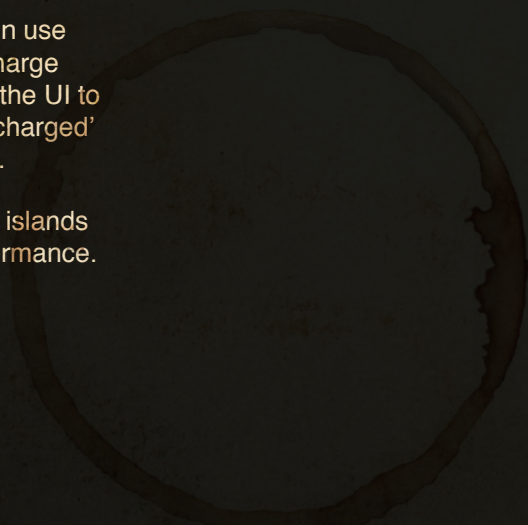 n use
harge
the UI to
charged’
.
islands
rmance.